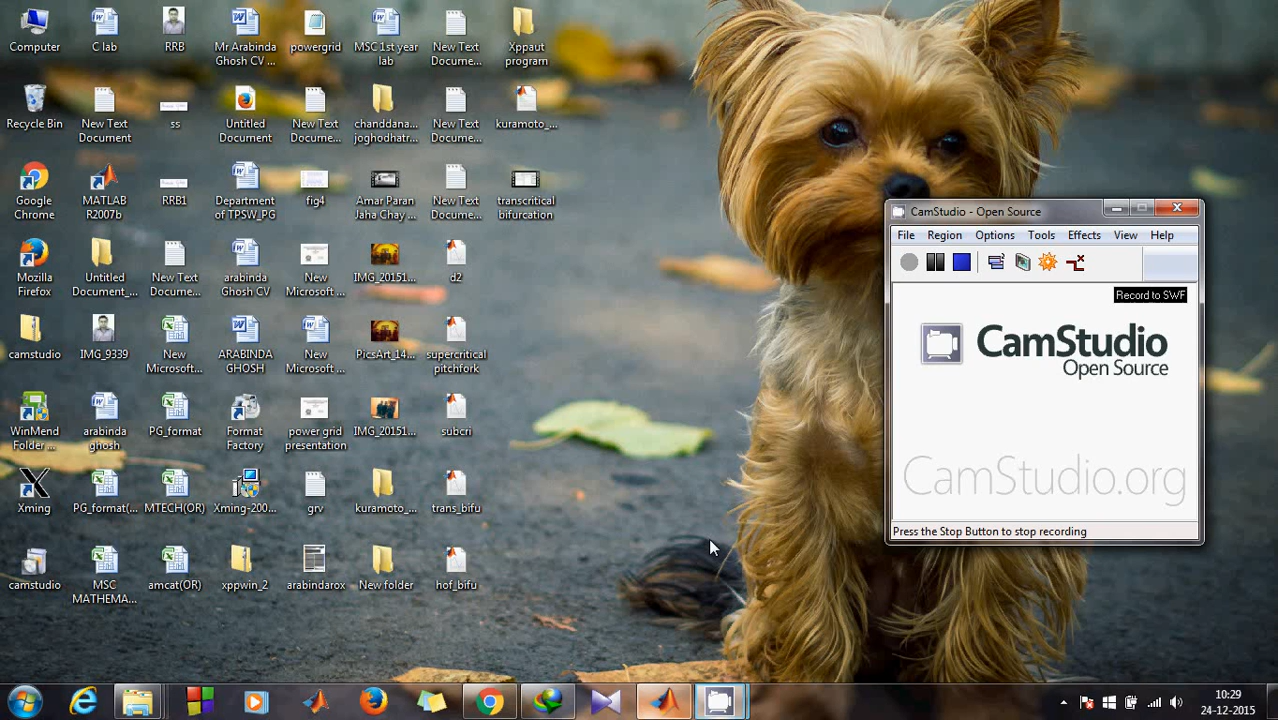 Computer
C lab
RRB
Mr Arabinda
Ghosh CV ...
powergrid
MSC 1st year
lab
New Text
Docume...
Xppaut
program
Recycle Bin
New Text
Document
ss
Untitled
Document
New Text
Docume...
chanddana...
joghodhatr...
New Text
Docume...
kuramoto_...
Google
Chrome
MATLAB
R2007b
RRB1
Department
of TPSW_PG
fig4
Amar Paran
Jaha Chay ...
New Text
Docume...
transcritical
bifurcation
Mozilla
Firefox
Untitled
Document_...
New Text
Docume...
arabinda
Ghosh CV
New
Microsoft ...
IMG_20151...
d2
camstudio
IMG_9339
New
Microsoft...
ARABINDA
GHOSH
New
Microsoft ...
PicsArt_14...
supercritical
pitchfork
WinMend
Folder ...
arabinda
ghosh
PG_format
Format
Factory
power grid
presentation
IMG_20151...
subcri
Xming
PG_format(...
MTECH(OR)
Xming-200...
grv
kuramoto_...
trans_bifu
camstudio
MSC
MATHEMA...
amcat(OR)
xppwin_2
arabindarox
New folder
hof_bifu
CamStudio - Open Source
File Region Options Tools Effects View Help
Record to SWF
CamStudio
Open Source
CamStudio.org
Press the Stop Button to stop recording
10:29
24-12-2015